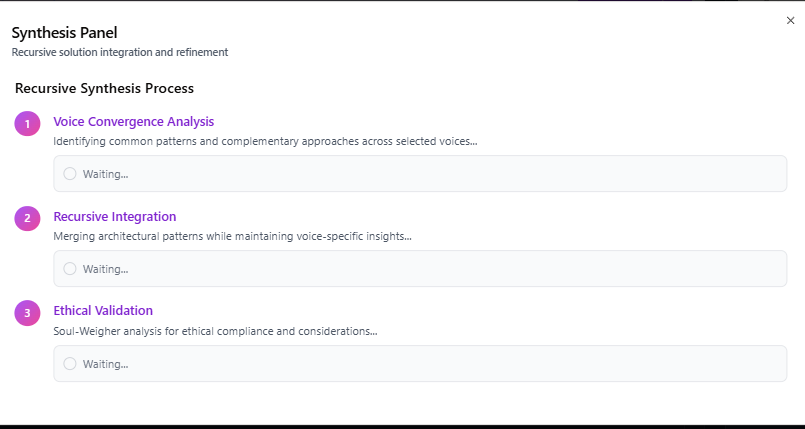 Synthesis Panel
Recursive solution integration and refinement
Recursive Synthesis Process
1 Voice Convergence Analysis
Identifying common patterns and complementary approaches across selected voices...
Waiting...
2 Recursive Integration
Merging architectural patterns while maintaining voice-specific insights...
Waiting...
3 Ethical Validation
Soul-Weigher analysis for ethical compliance and considerations...
Waiting...